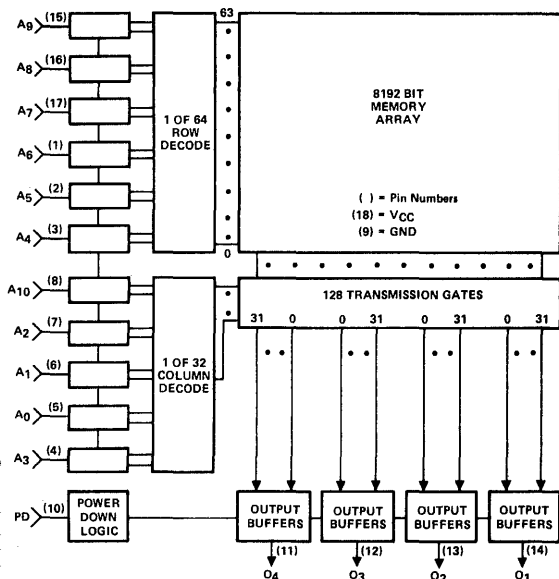 A9 (15)
A8 (16)
A7 (17)
A6 (1)
A5 (2)
A4 (3)
A10 (8)
A2 (7)
A1 (6)
A0 (5)
A3 (4)
PD (10)
POWER
DOWN
LOGIC
1 OF 64
ROW
DECODE
1 OF 32
COLUMN
DECODE
63
0
8192 BIT
MEMORY
ARRAY
( ) = Pin Numbers
(18) = VCC
(9) = GND
128 TRANSMISSION GATES
31 0 0 31 0 31 0 31
OUTPUT
BUFFERS
OUTPUT
BUFFERS
OUTPUT
BUFFERS
OUTPUT
BUFFERS
(11) (12) (13) (14)
O4 O3 O2 O1